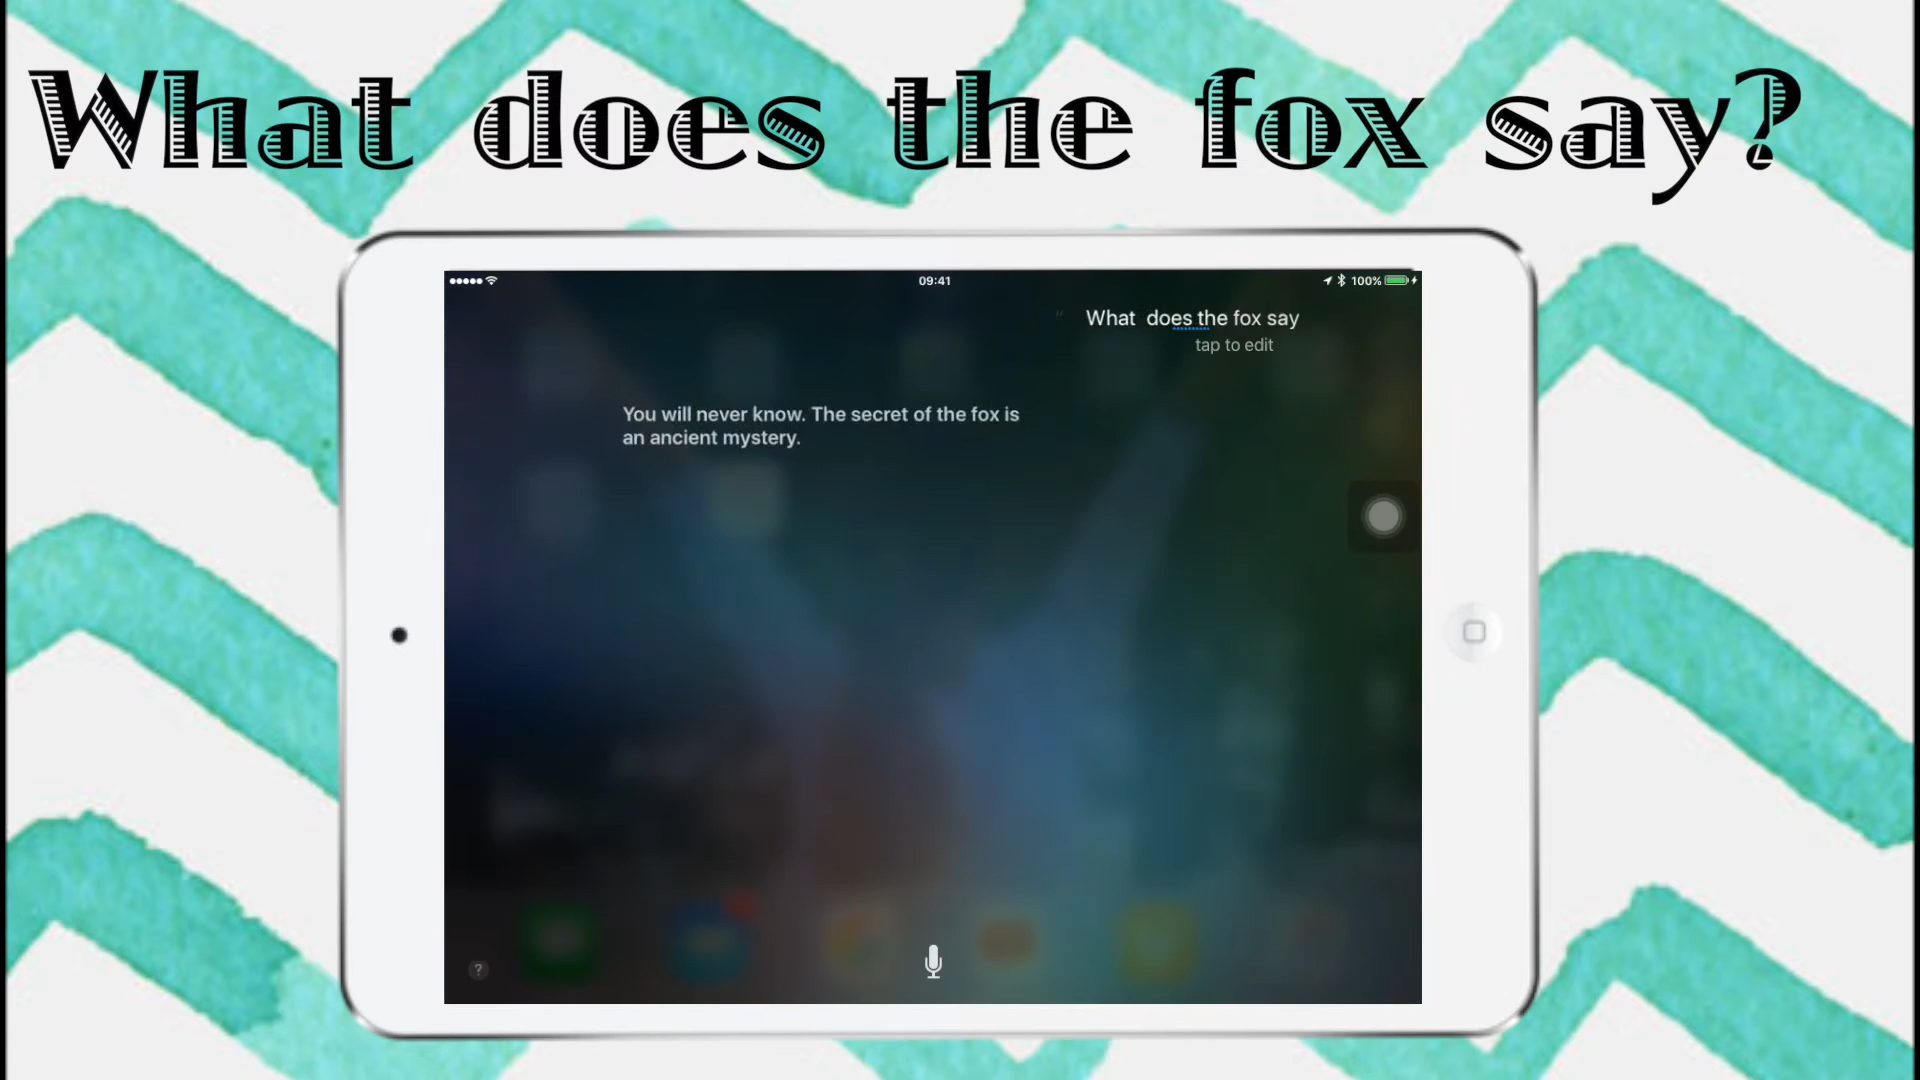 What does the fox say?
09:41
100%
" What does the fox say
tap to edit
You will never know. The secret of the fox is
an ancient mystery.
?